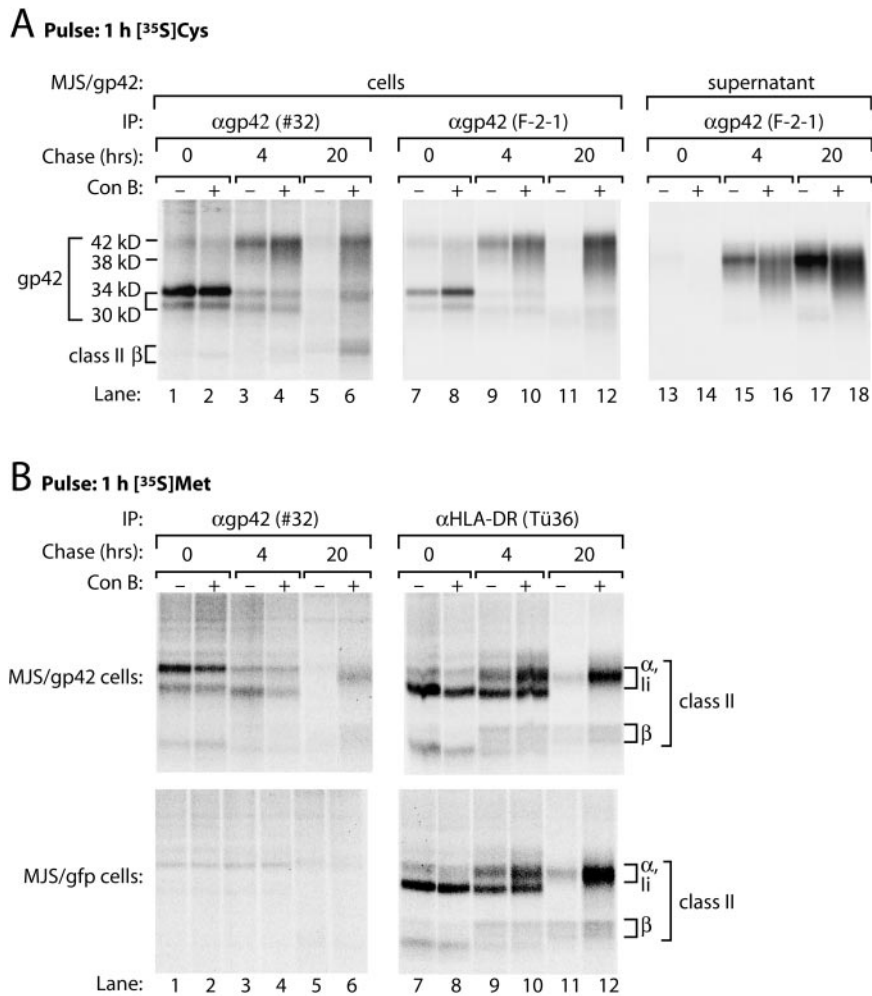 A Pulse: 1 h [³⁵S]Cys
MJS/gp42: cells supernatant
IP: αgp42 (#32) αgp42 (F-2-1) αgp42 (F-2-1)
Chase (hrs): 0 4 20 0 4 20 0 4 20
Con B: – + – + – + – + – + – + – + – + – +
42 kD
38 kD
gp42
34 kD
30 kD
class II β
Lane: 1 2 3 4 5 6 7 8 9 10 11 12 13 14 15 16 17 18
B Pulse: 1 h [³⁵S]Met
IP: αgp42 (#32) αHLA-DR (Tü36)
Chase (hrs): 0 4 20 0 4 20
Con B: – + – + – + – + – + – +
MJS/gp42 cells: α, Ii
class II
β
MJS/gfp cells: α, Ii
class II
β
Lane: 1 2 3 4 5 6 7 8 9 10 11 12